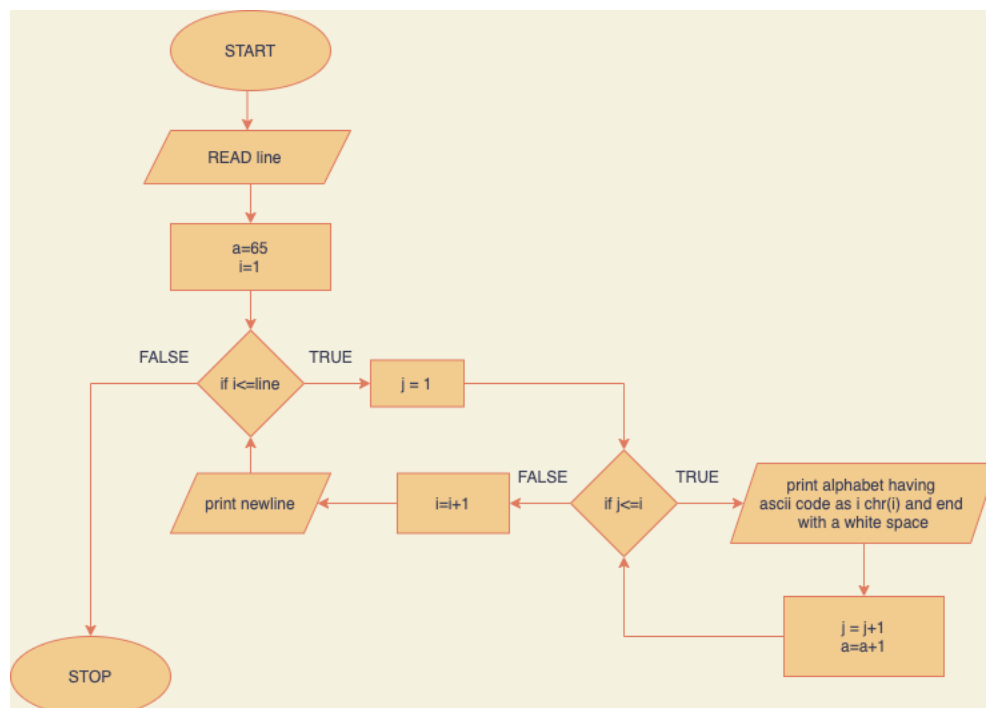 START
READ line
a=65
i=1
FALSE
TRUE
if i<=line
j = 1
FALSE
TRUE
print newline
i=i+1
if j<=i
print alphabet having
ascii code as i chr(i) and end
with a white space
j = j+1
a=a+1
STOP